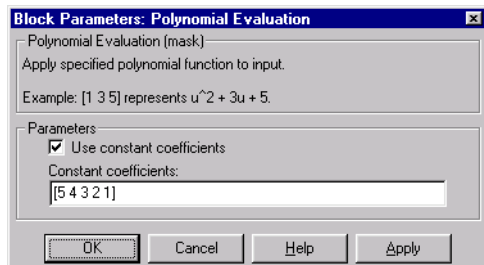 Block Parameters: Polynomial Evaluation
Polynomial Evaluation (mask)
Apply specified polynomial function to input.
Example: [1 3 5] represents u^2 + 3u + 5.
Parameters
Use constant coefficients
Constant coefficients:
[5 4 3 2 1]
OK Cancel Help Apply